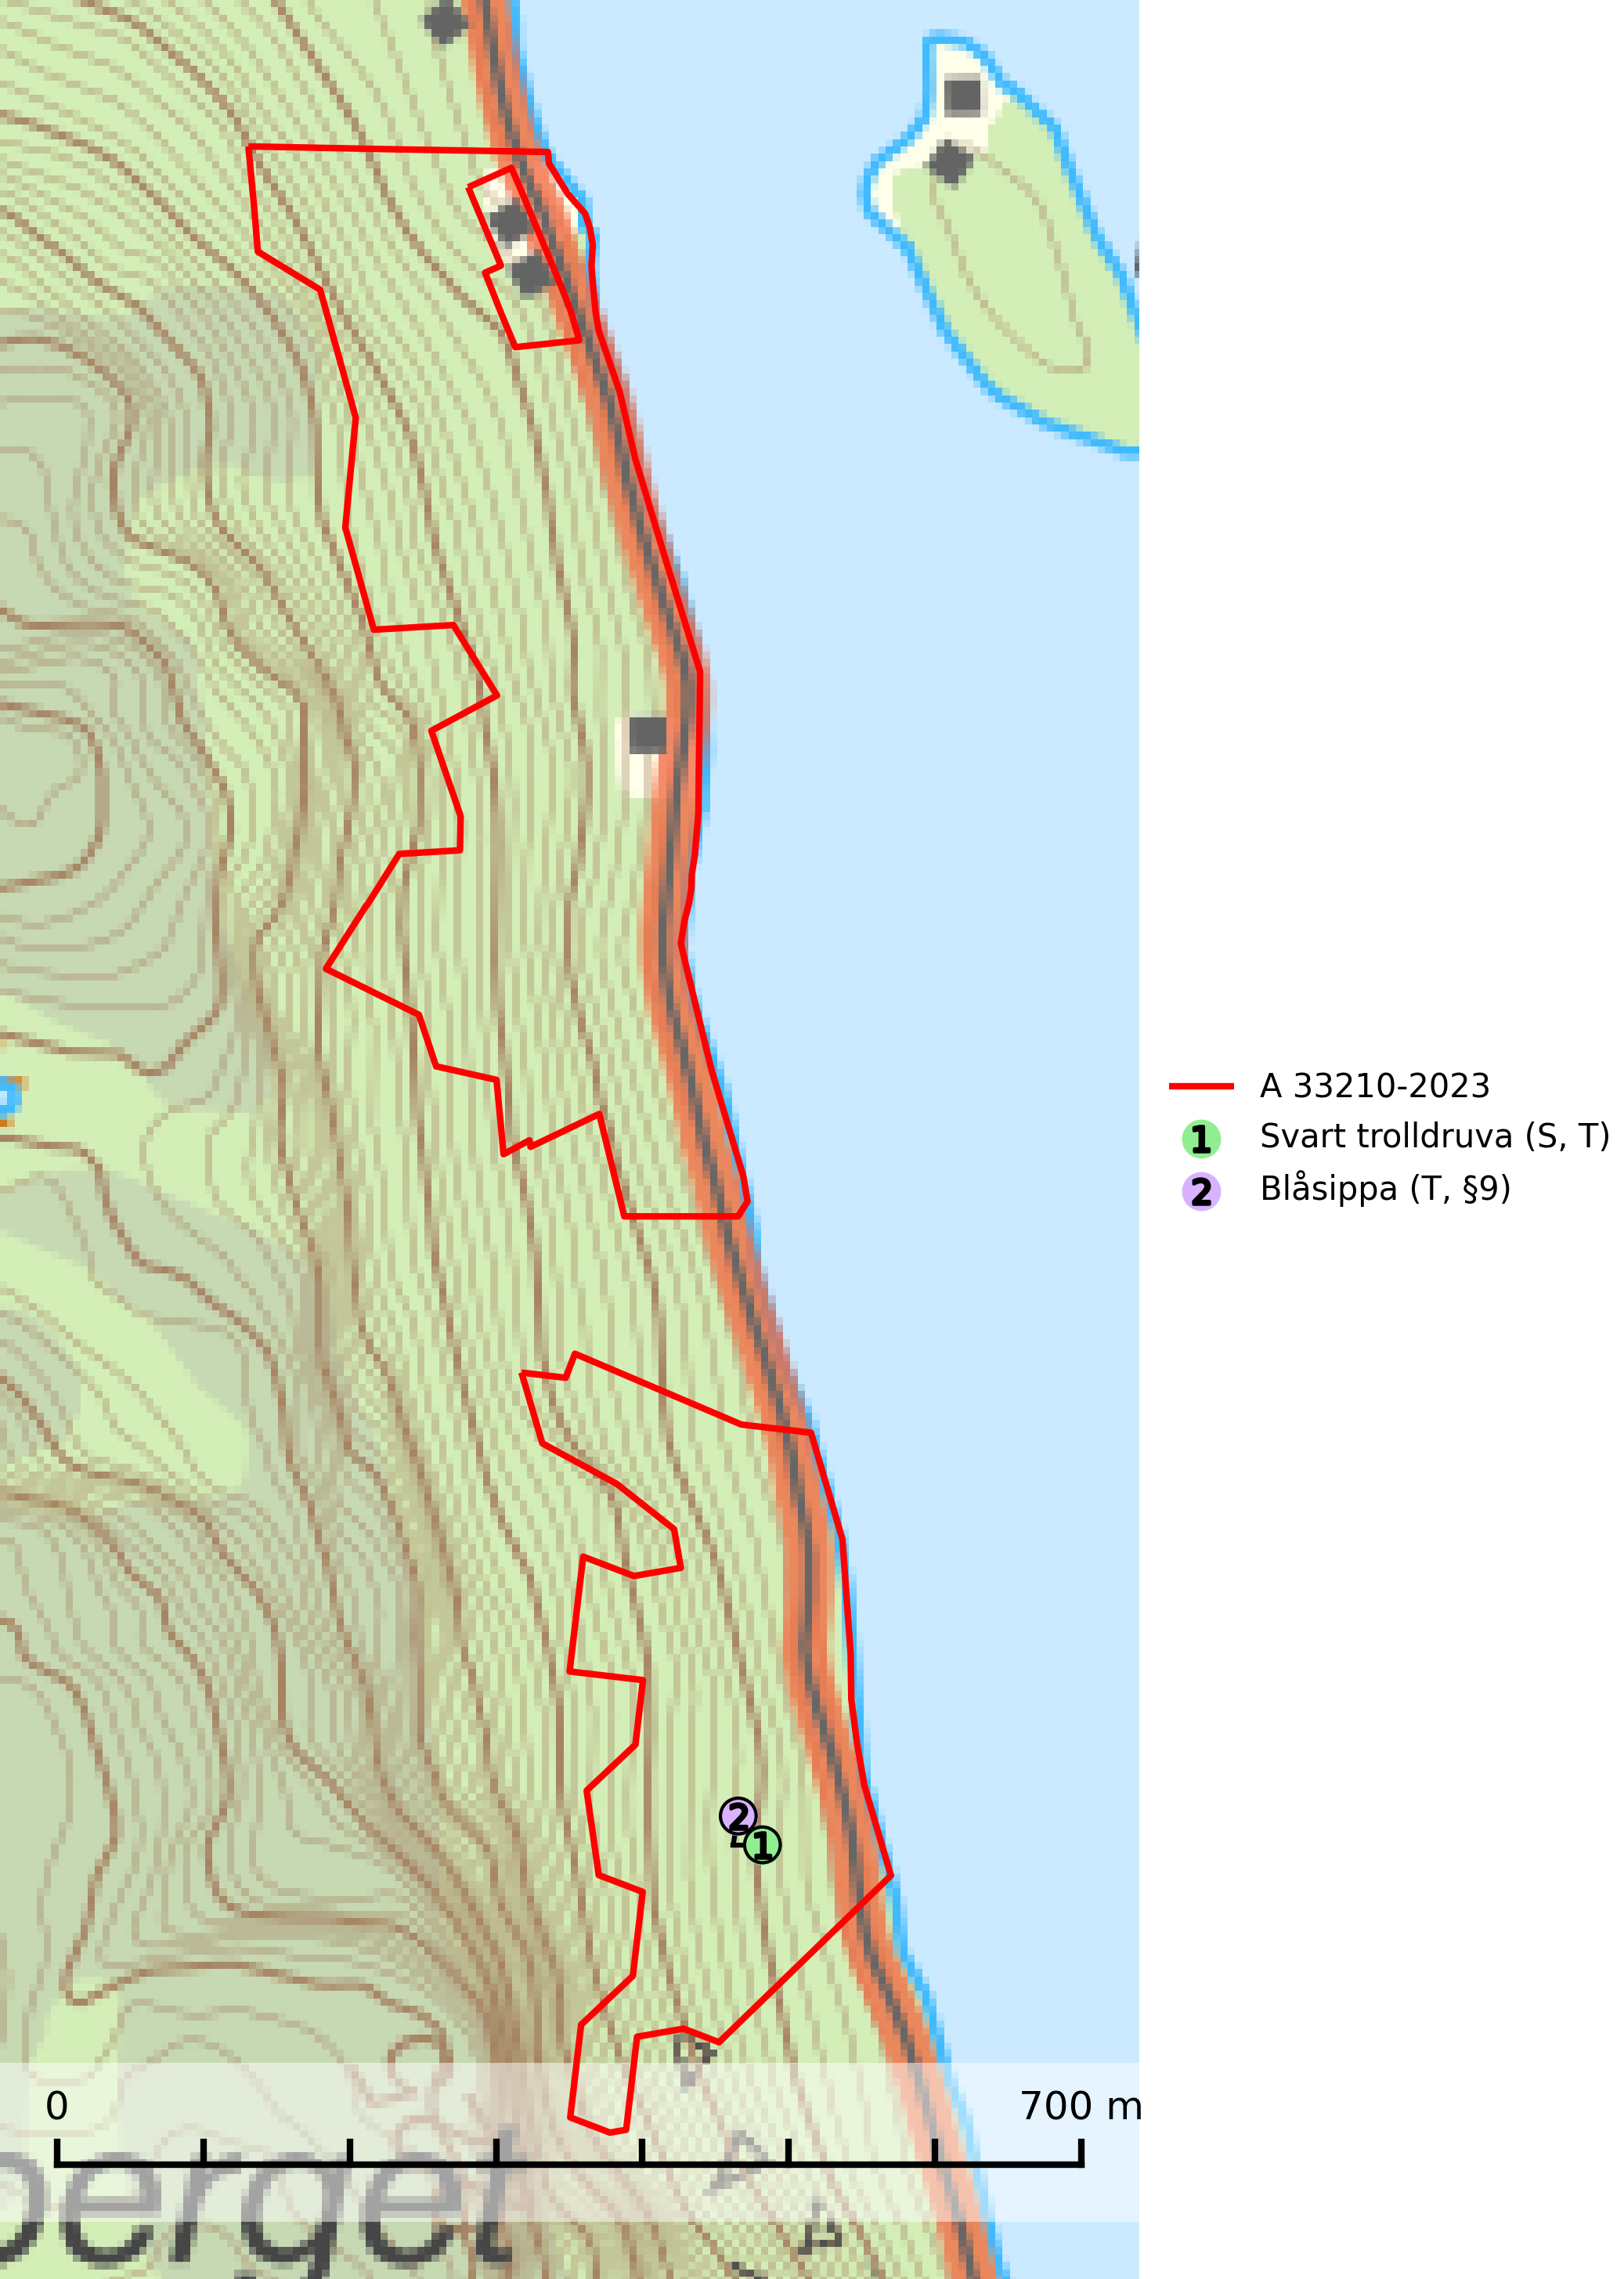 A 33210-2023
1 Svart trolldruva (S, T)
2 Blåsippa (T, §9)
2
1
0 700 m
berget